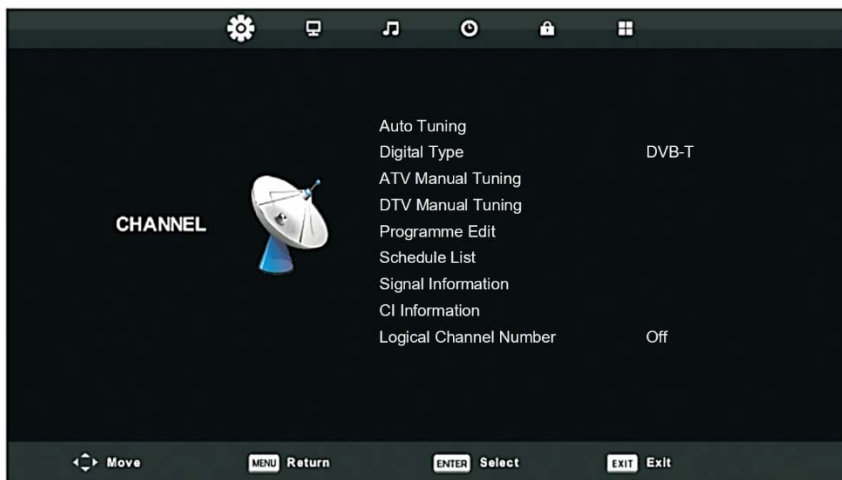 CHANNEL
Auto Tuning
Digital Type DVB-T
ATV Manual Tuning
DTV Manual Tuning
Programme Edit
Schedule List
Signal Information
CI Information
Logical Channel Number Off
Move MENU Return ENTER Select EXIT Exit